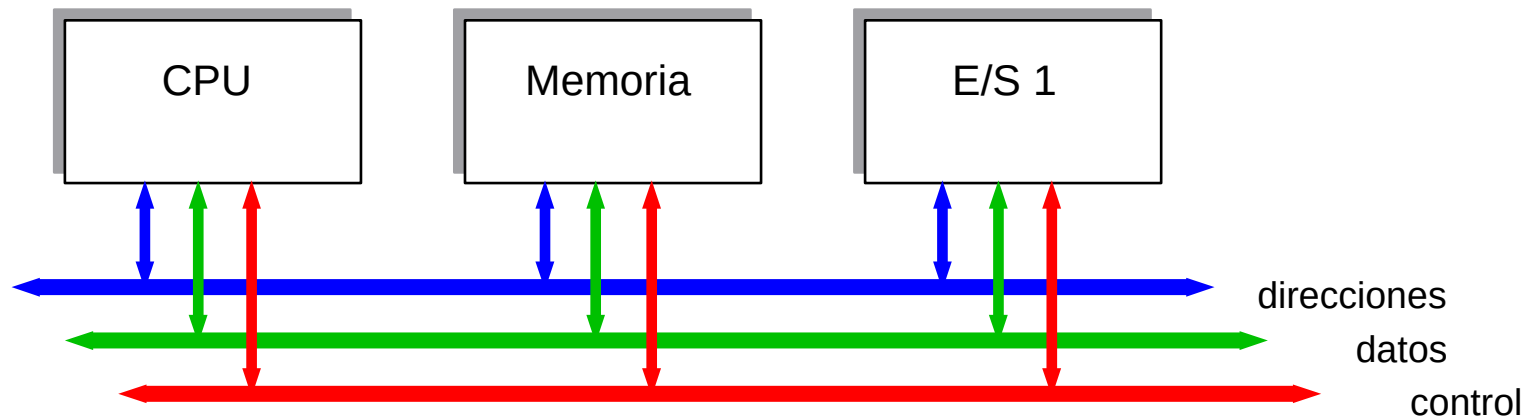 CPU
Memoria
E/S 1
direcciones
datos
control